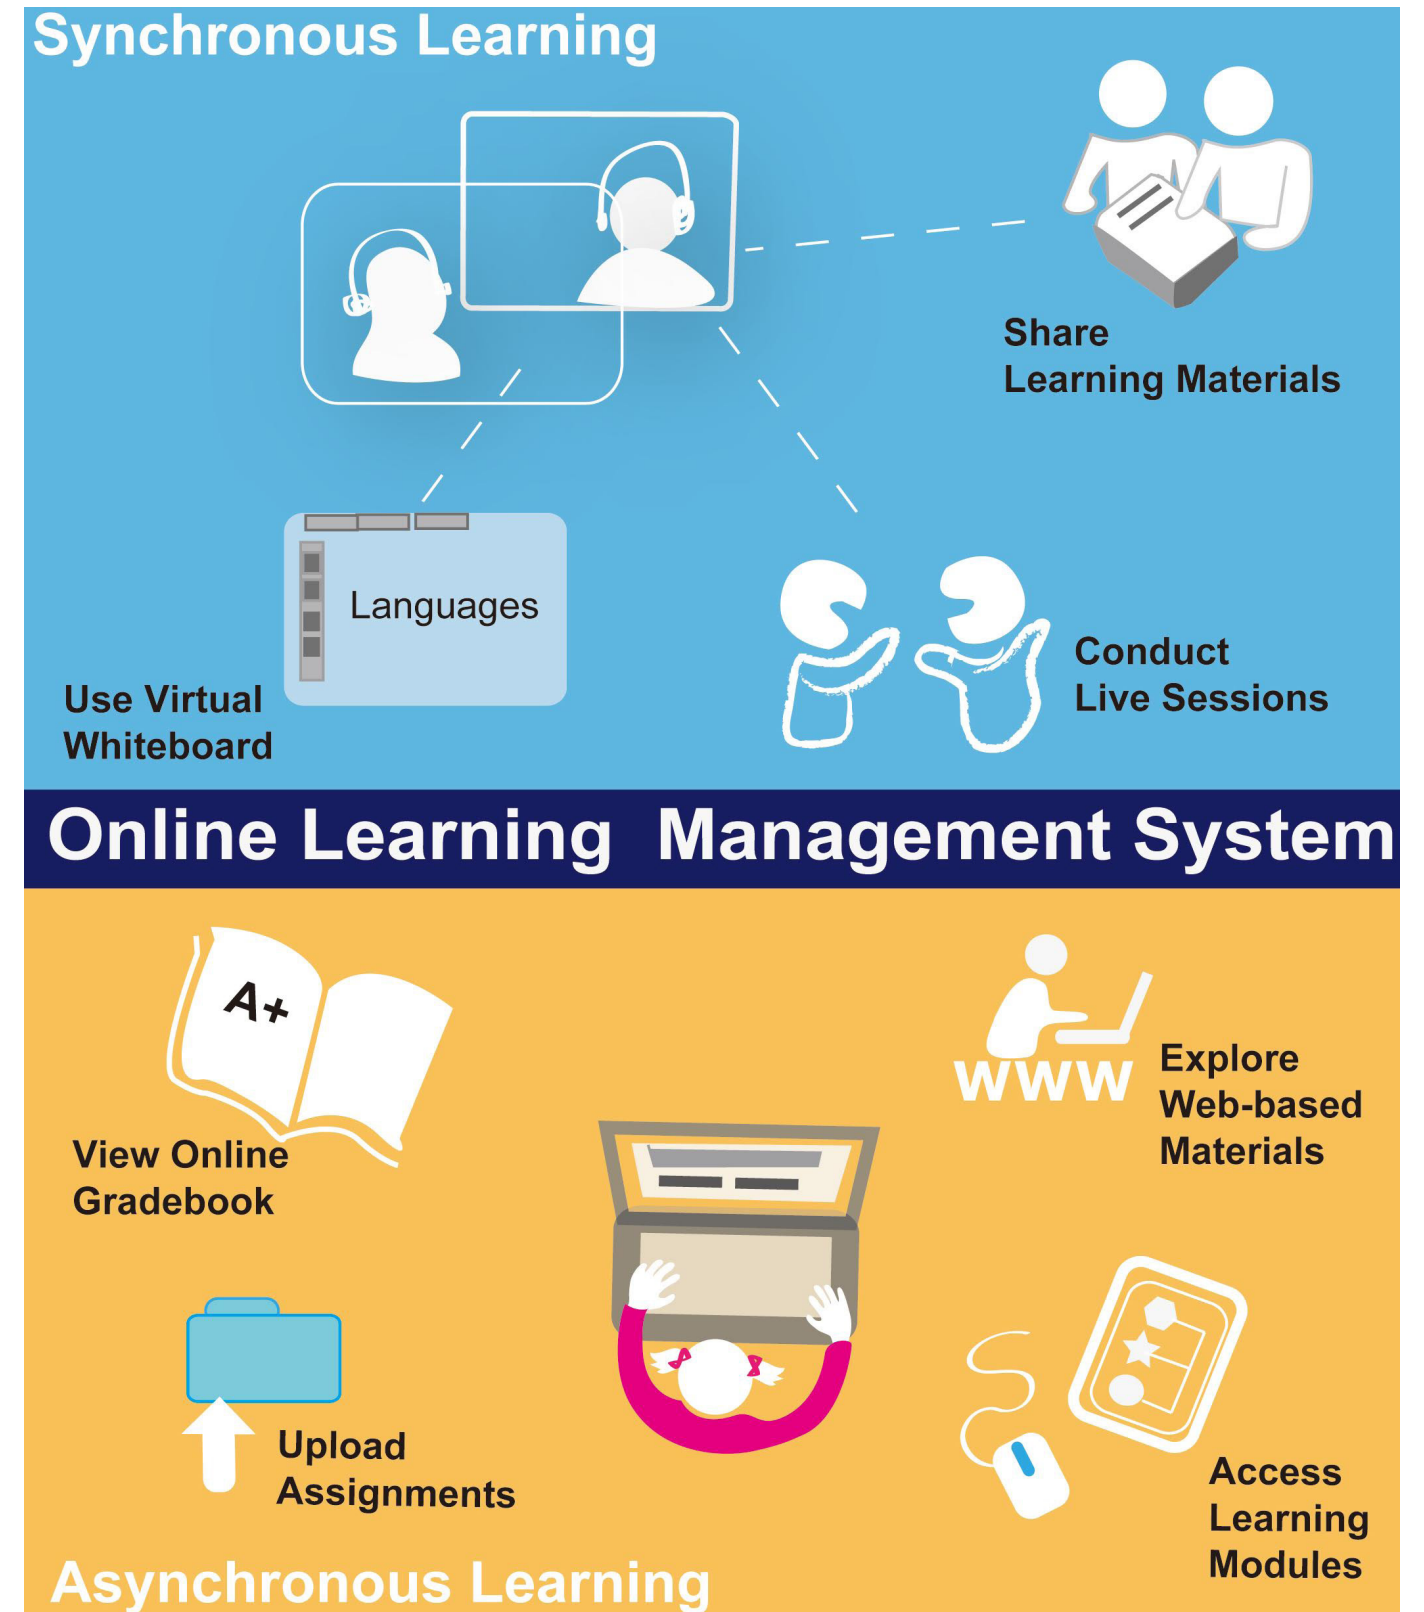 Synchronous Learning
Share
Learning Materials
Languages
Use Virtual
Whiteboard
Conduct
Live Sessions
Online Learning Management System
A+
View Online
Gradebook
www
Explore
Web-based
Materials
Upload
Assignments
Access
Learning
Modules
Asynchronous Learning